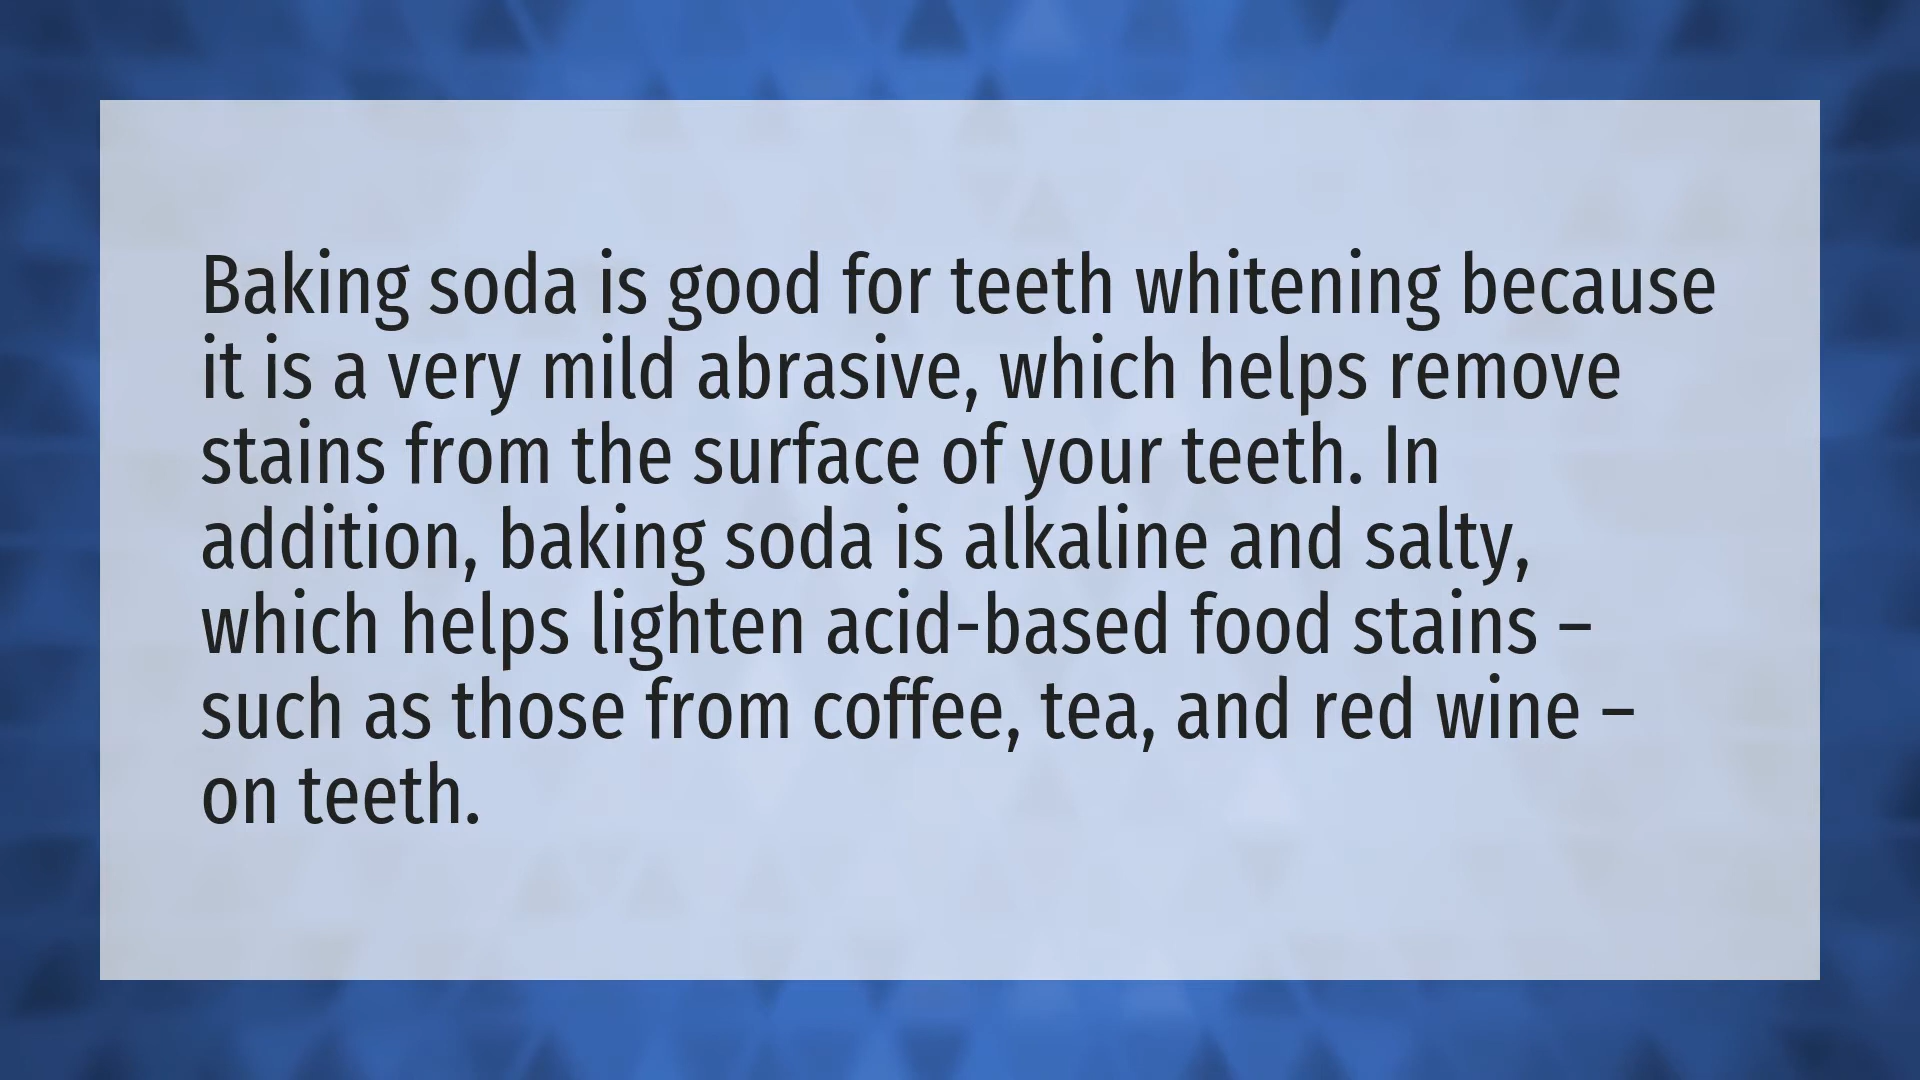 Baking soda is good for teeth whitening because
it is a very mild abrasive, which helps remove
stains from the surface of your teeth. In
addition, baking soda is alkaline and salty,
which helps lighten acid-based food stains –
such as those from coffee, tea, and red wine –
on teeth.